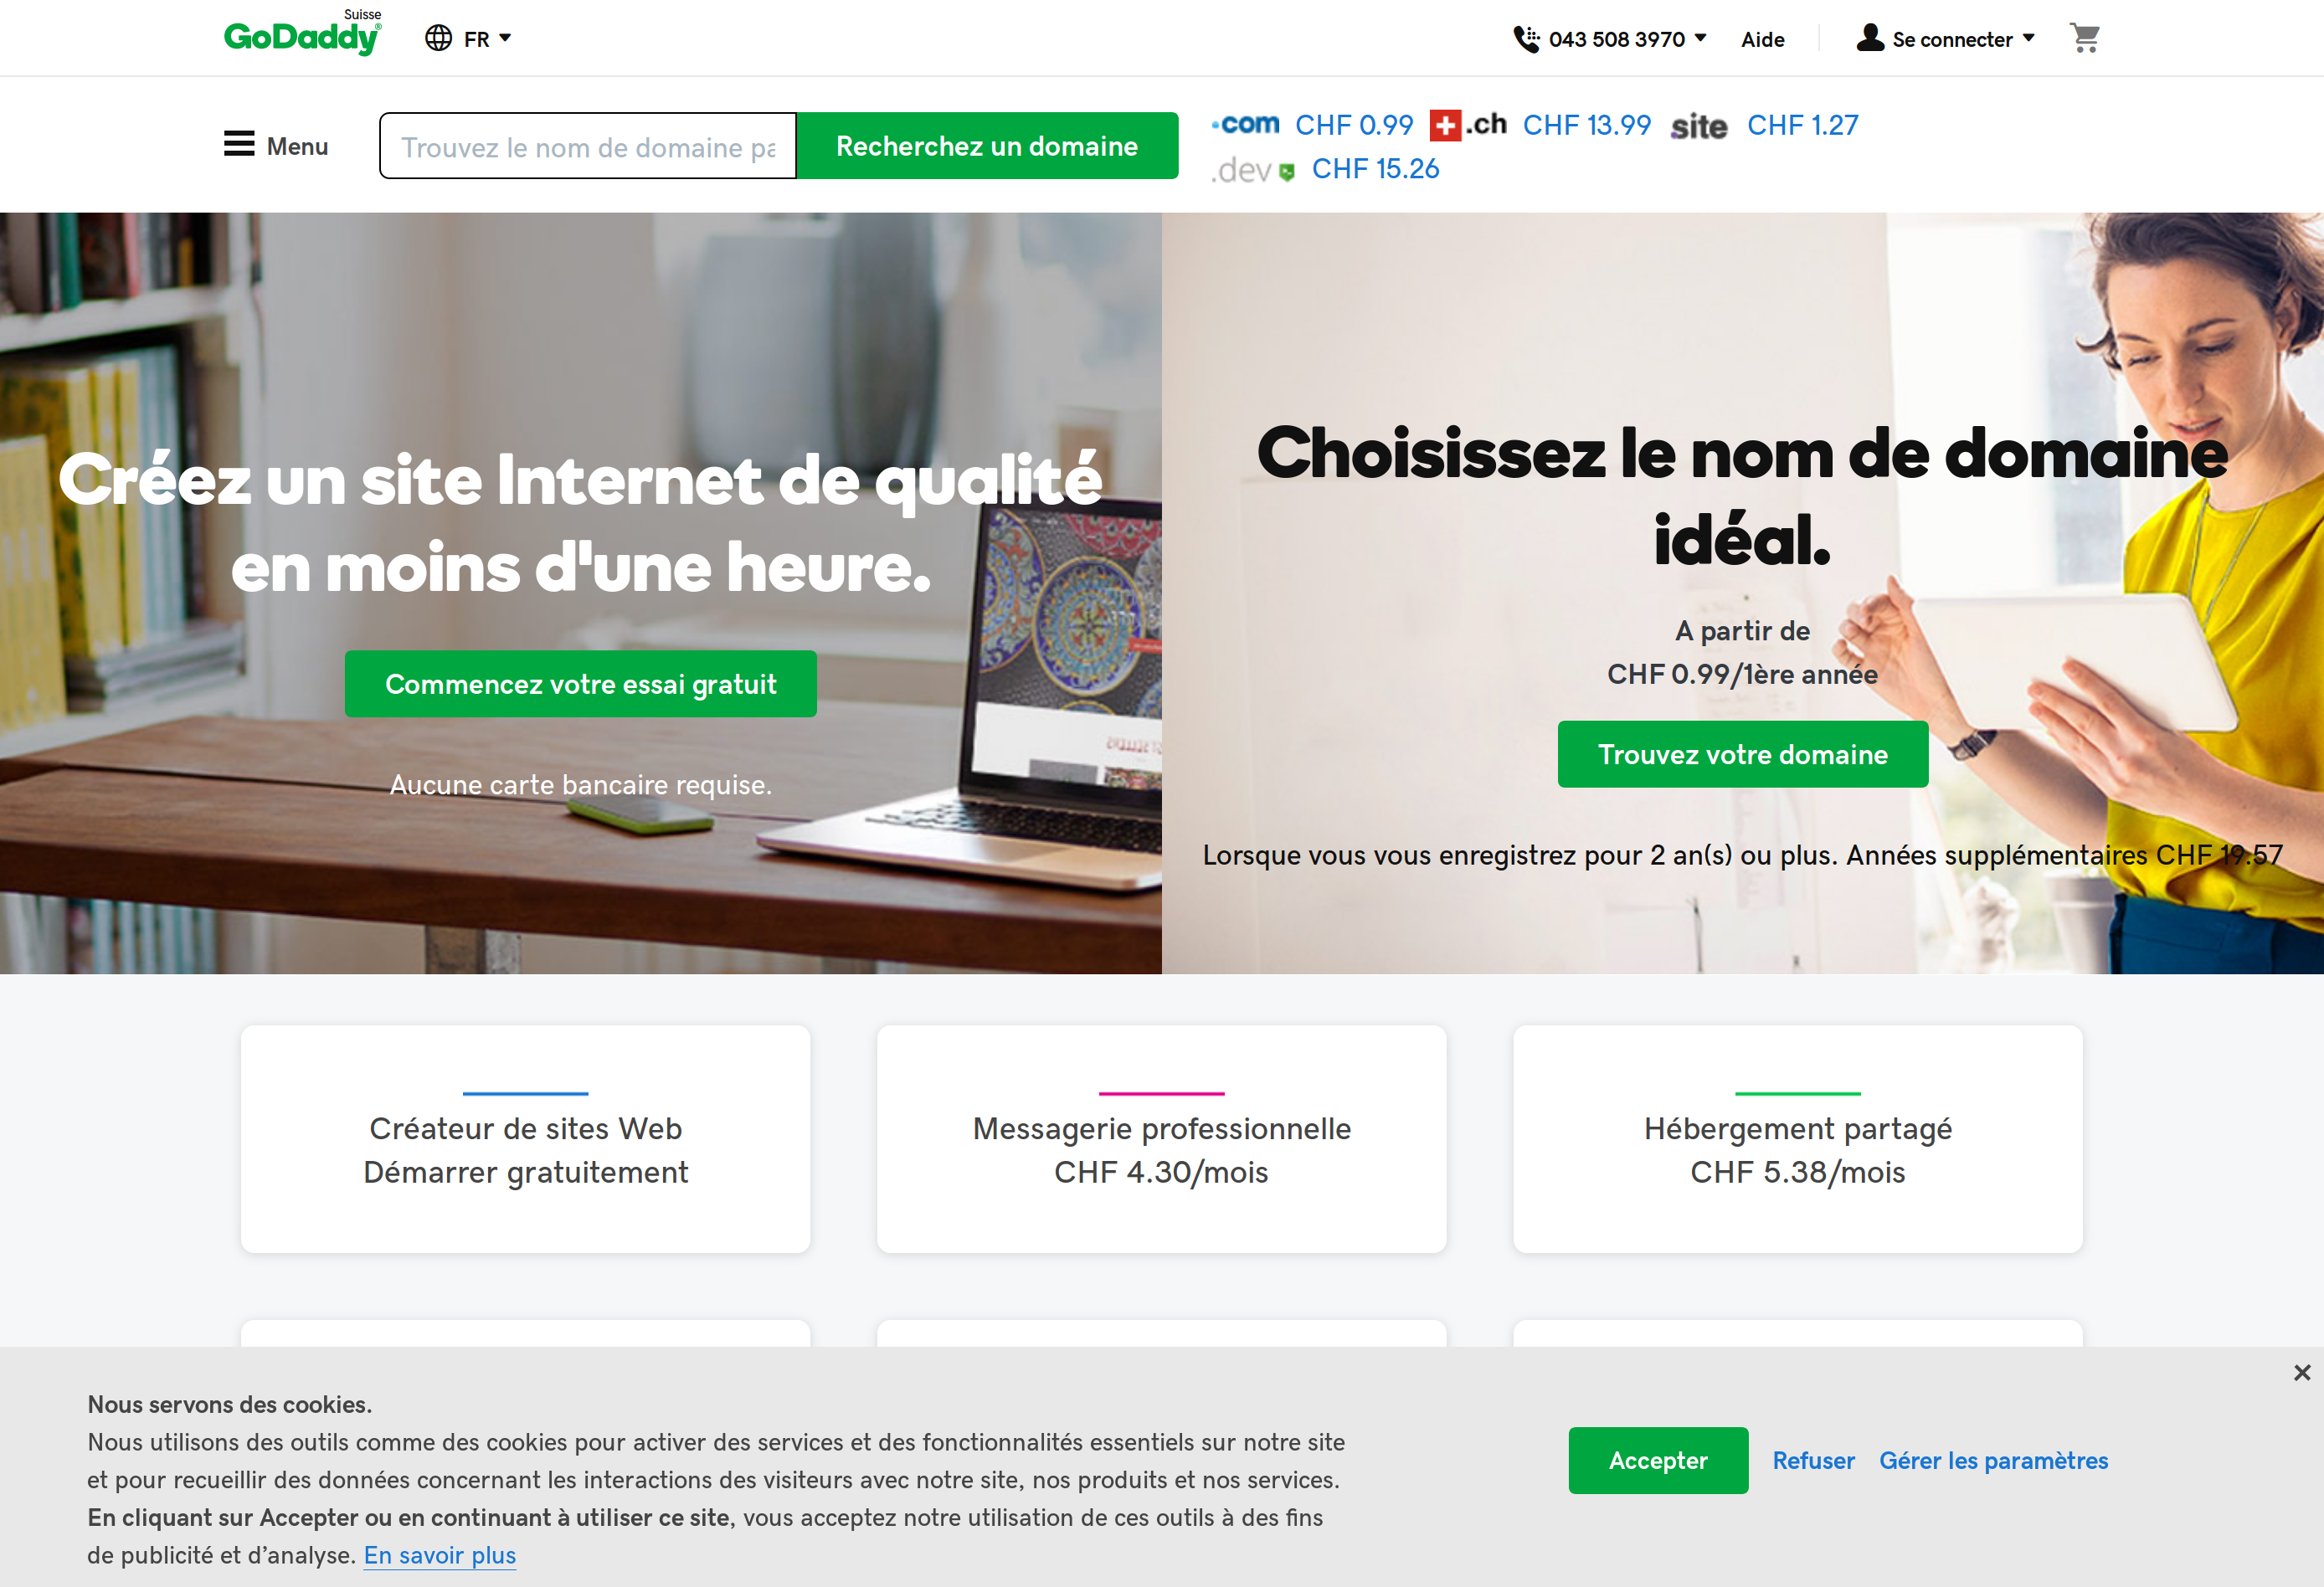 Suisse
GoDaddy®
FR
043 508 3970
Aide
Se connecter
Menu
Trouvez le nom de domaine pa
Recherchez un domaine
.com CHF 0.99 .ch CHF 13.99 site CHF 1.27
.dev CHF 15.26
Créez un site Internet de qualité
en moins d'une heure.
Commencez votre essai gratuit
Aucune carte bancaire requise.
Choisissez le nom de domaine
idéal.
A partir de
CHF 0.99/1ère année
Trouvez votre domaine
Lorsque vous vous enregistrez pour 2 an(s) ou plus. Années supplémentaires CHF 19.57
Créateur de sites Web
Démarrer gratuitement
Messagerie professionnelle
CHF 4.30/mois
Hébergement partagé
CHF 5.38/mois
Nous servons des cookies.
Nous utilisons des outils comme des cookies pour activer des services et des fonctionnalités essentiels sur notre site
et pour recueillir des données concernant les interactions des visiteurs avec notre site, nos produits et nos services.
En cliquant sur Accepter ou en continuant à utiliser ce site, vous acceptez notre utilisation de ces outils à des fins
de publicité et d’analyse. En savoir plus
Accepter
Refuser
Gérer les paramètres